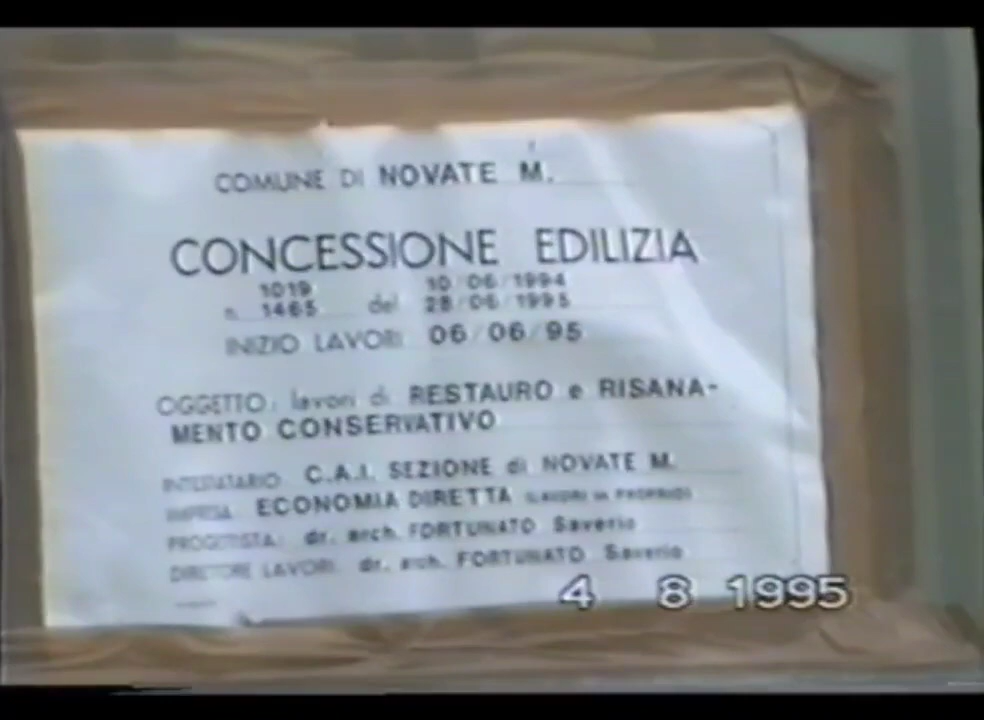 COMUNE DI NOVATE M.
CONCESSIONE EDILIZIA
1019 10/06/1994
n. 1465 del 28/06/1995
INIZIO LAVORI 06/06/95
OGGETTO: lavori di RESTAURO e RISANA-
MENTO CONSERVATIVO
INTESTATARIO C.A.I. SEZIONE di NOVATE M.
IMPRESA ECONOMIA DIRETTA (LAVORI IN PROPRIO)
PROGETTISTA: dr. arch. FORTUNATO Saverio
DIRETTORE LAVORI: dr. arch. FORTUNATO Saverio
4 8 1995